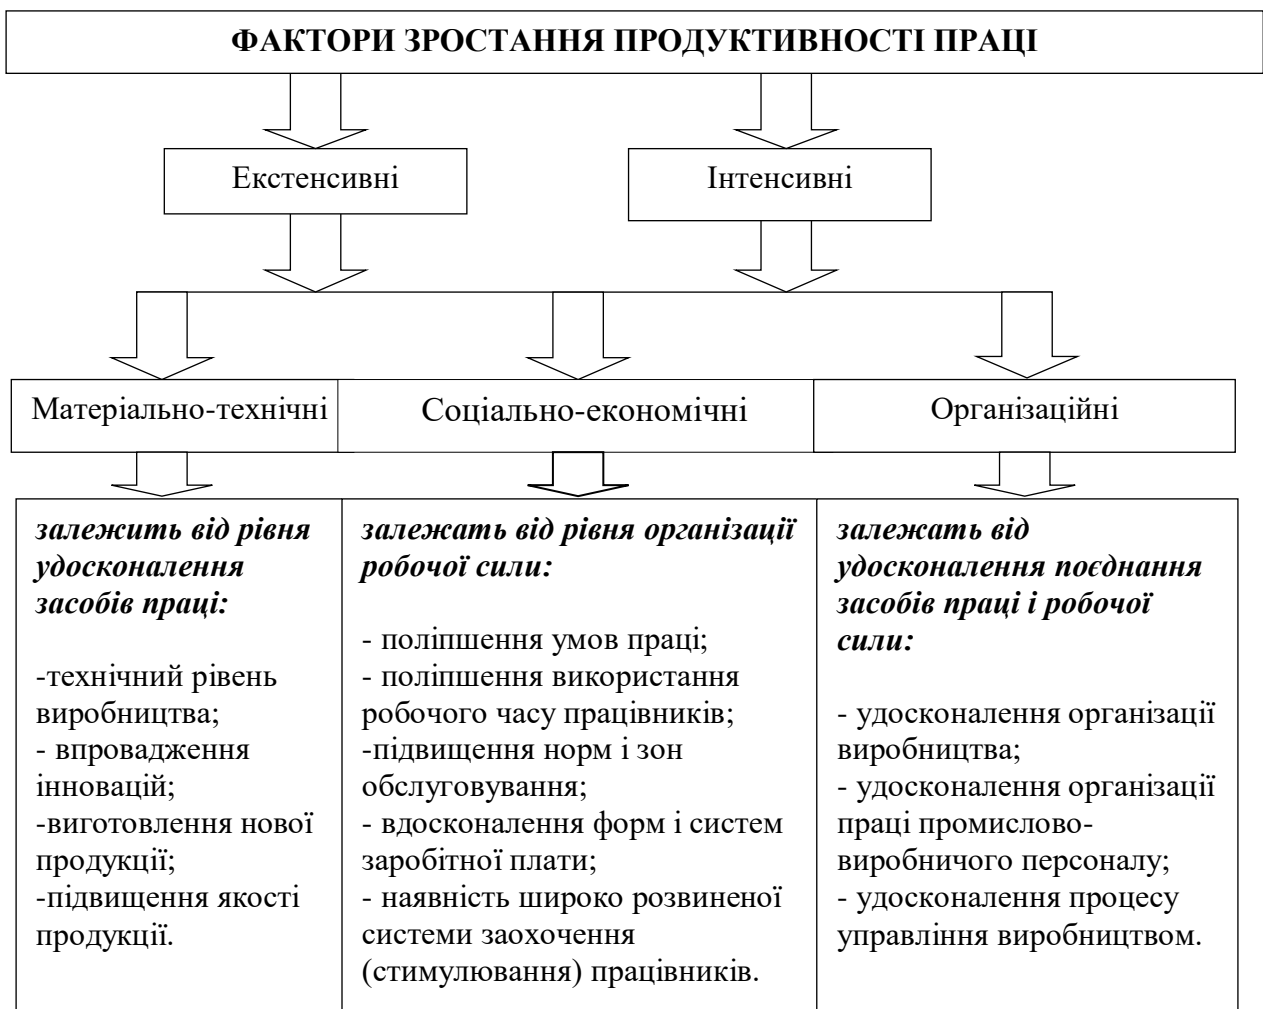 ФАКТОРИ ЗРОСТАННЯ ПРОДУКТИВНОСТІ ПРАЦІ
Екстенсивні
Інтенсивні
Матеріально-технічні
Соціально-економічні
Організаційні
залежить від рівня
удосконалення
засобів праці:
-технічний рівень
виробництва;
- впровадження
інновацій;
-виготовлення нової
продукції;
-підвищення якості
продукції.
залежать від рівня організації
робочої сили:
- поліпшення умов праці;
- поліпшення використання
робочого часу працівників;
-підвищення норм і зон
обслуговування;
- вдосконалення форм і систем
заробітної плати;
- наявність широко розвиненої
системи заохочення
(стимулювання) працівників.
залежать від
удосконалення поєднання
засобів праці і робочої
сили:
- удосконалення організації
виробництва;
- удосконалення організації
праці промислово-
виробничого персоналу;
- удосконалення процесу
управління виробництвом.